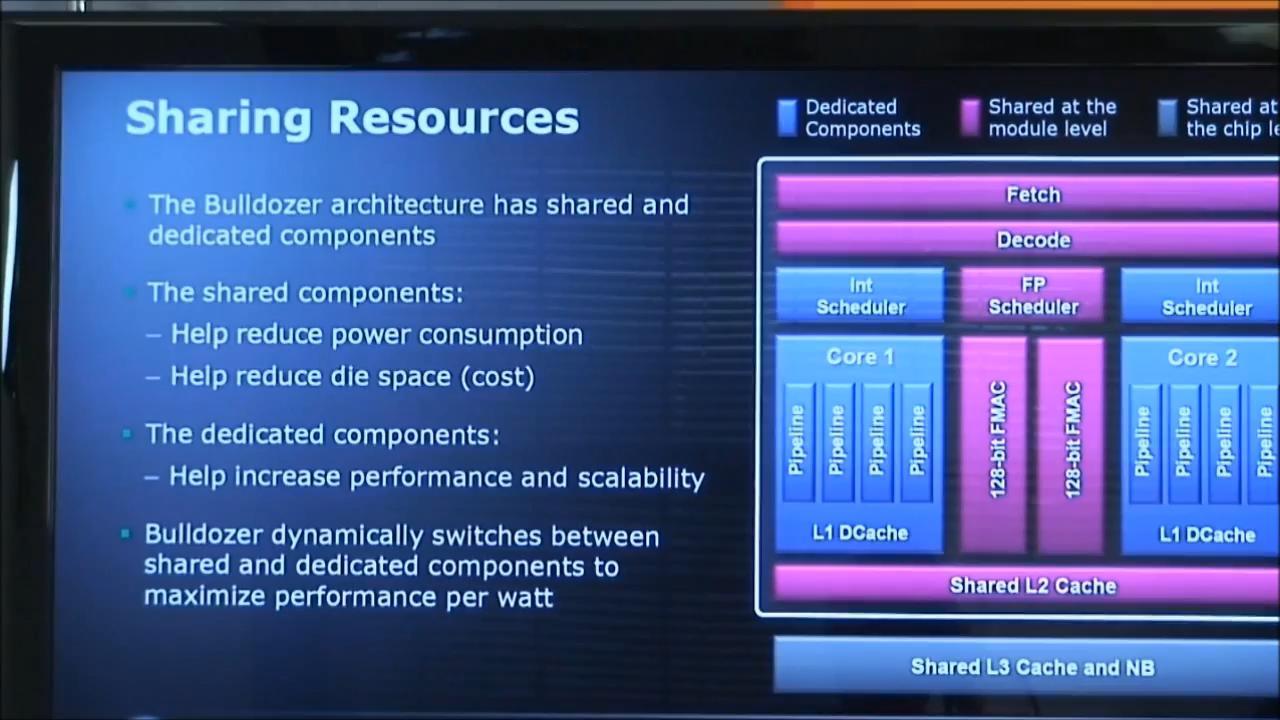 Sharing Resources
The Bulldozer architecture has shared and
dedicated components
The shared components:
– Help reduce power consumption
– Help reduce die space (cost)
The dedicated components:
– Help increase performance and scalability
Bulldozer dynamically switches between
shared and dedicated components to
maximize performance per watt
Dedicated
Components
Shared at the
module level
Shared at
the chip le
Fetch
Decode
Int
Scheduler
FP
Scheduler
Int
Scheduler
Core 1
Pipeline
Pipeline
Pipeline
Pipeline
L1 DCache
128-bit FMAC
128-bit FMAC
Core 2
Pipeline
Pipeline
Pipeline
Pipeline
L1 DCache
Shared L2 Cache
Shared L3 Cache and NB